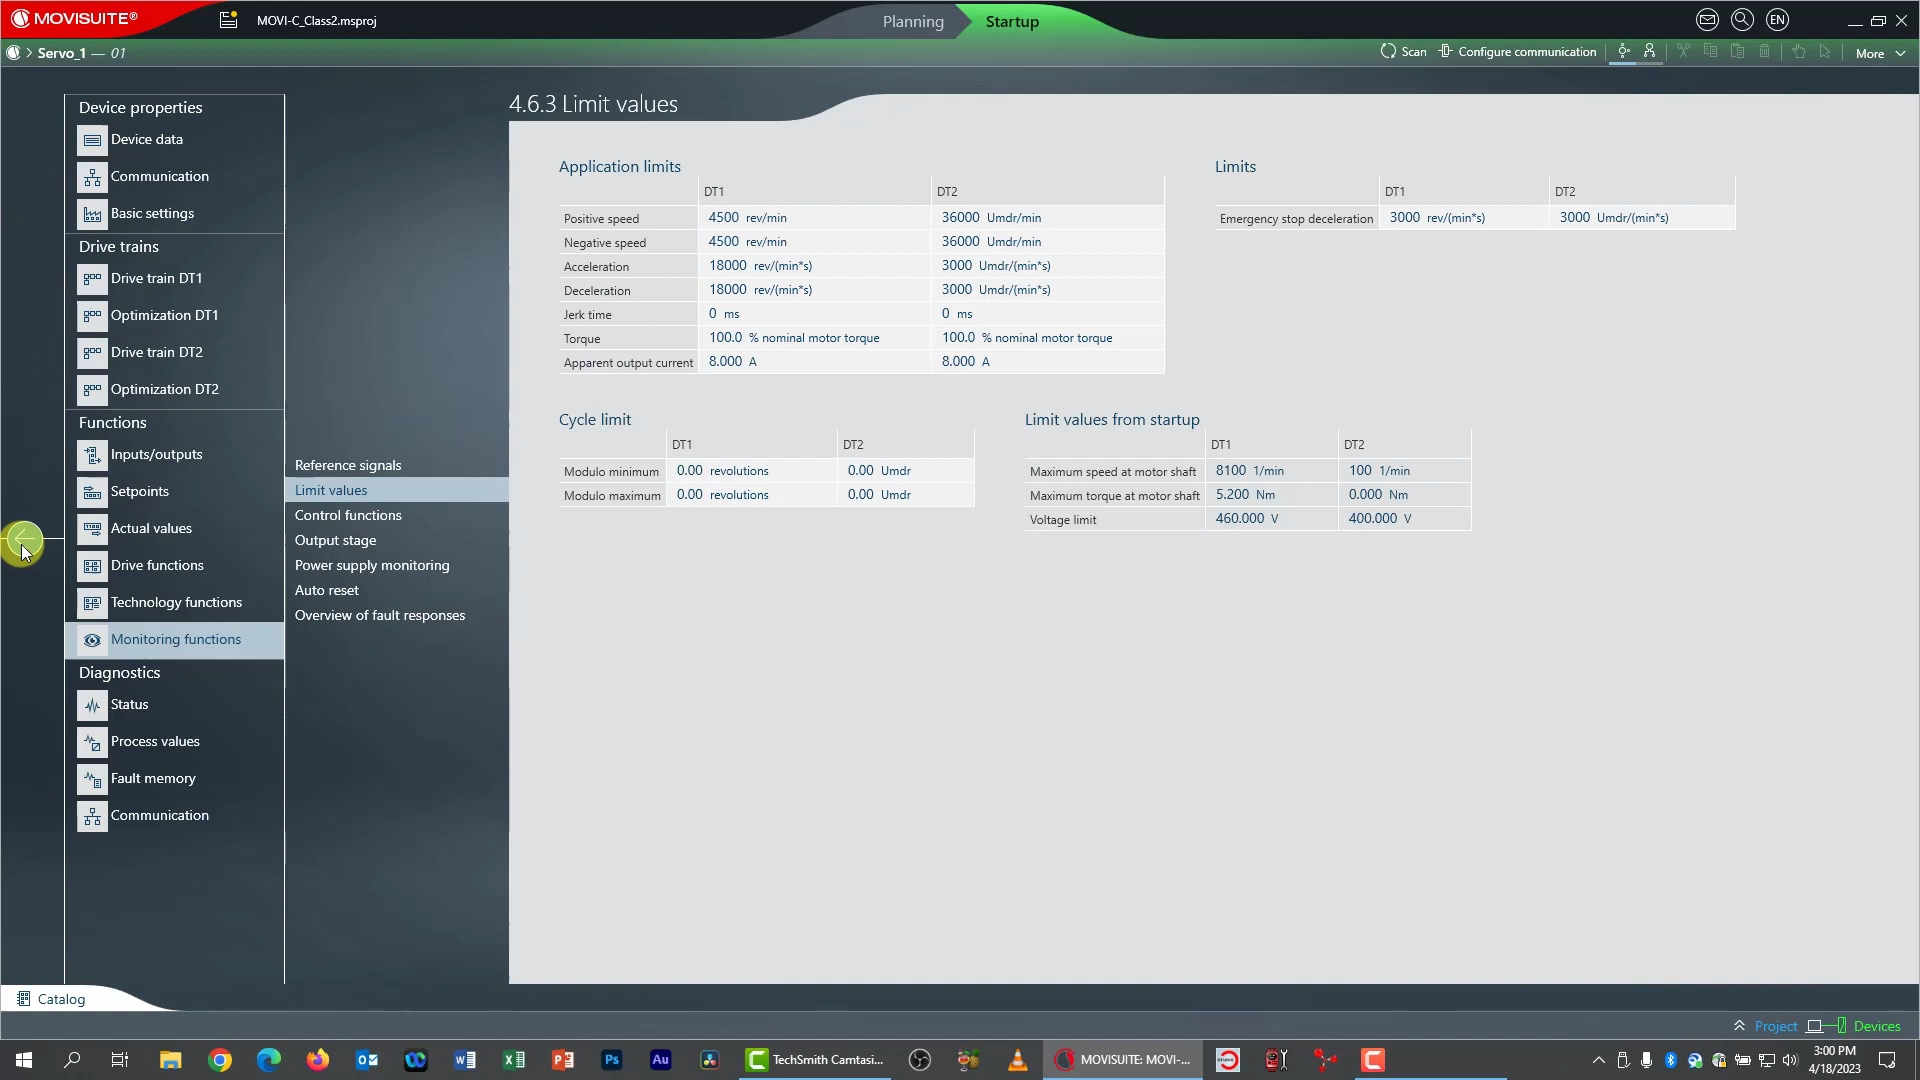 MOVISUITE®
MOVI-C_Class2.msproj
Planning
Startup
EN
Servo_1 — 01
Scan
Configure communication
More
Device properties
Device data
Communication
Basic settings
Drive trains
Drive train DT1
Optimization DT1
Drive train DT2
Optimization DT2
Functions
Inputs/outputs
Setpoints
Actual values
Drive functions
Technology functions
Monitoring functions
Diagnostics
Status
Process values
Fault memory
Communication
Reference signals
Limit values
Control functions
Output stage
Power supply monitoring
Auto reset
Overview of fault responses
4.6.3 Limit values
Application limits
DT1 DT2
Positive speed 4500 rev/min 36000 Umdr/min
Negative speed 4500 rev/min 36000 Umdr/min
Acceleration 18000 rev/(min*s) 3000 Umdr/(min*s)
Deceleration 18000 rev/(min*s) 3000 Umdr/(min*s)
Jerk time 0 ms 0 ms
Torque 100.0 % nominal motor torque 100.0 % nominal motor torque
Apparent output current 8.000 A 8.000 A
Limits
DT1 DT2
Emergency stop deceleration 3000 rev/(min*s) 3000 Umdr/(min*s)
Cycle limit
DT1 DT2
Modulo minimum 0.00 revolutions 0.00 Umdr
Modulo maximum 0.00 revolutions 0.00 Umdr
Limit values from startup
DT1 DT2
Maximum speed at motor shaft 8100 1/min 100 1/min
Maximum torque at motor shaft 5.200 Nm 0.000 Nm
Voltage limit 460.000 V 400.000 V
Catalog
Project
Devices
Ps
Au
TechSmith Camtasi...
MOVISUITE: MOVI-...
3:00 PM
4/18/2023